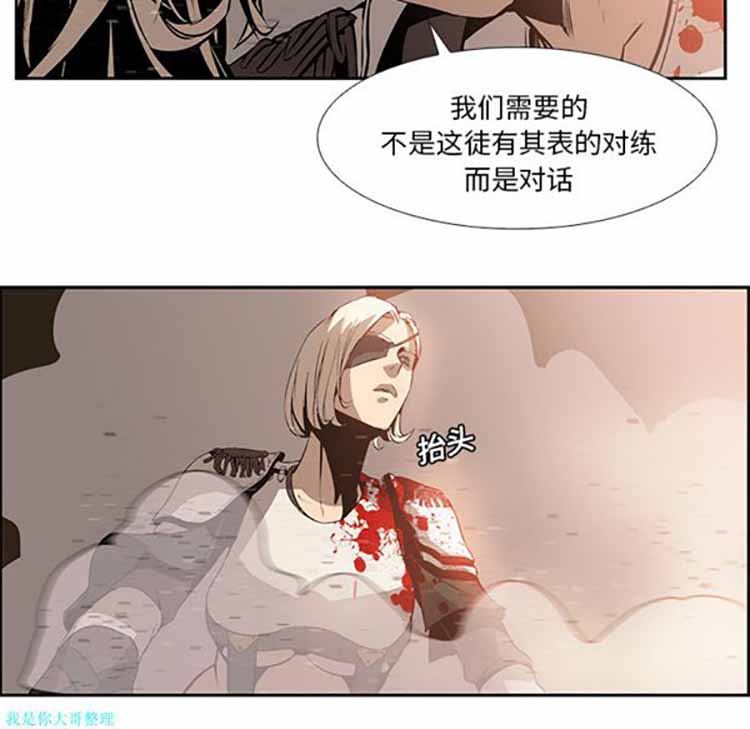 我们需要的
不是这徒有其表的对练
而是对话
抬头
我是你大哥整理